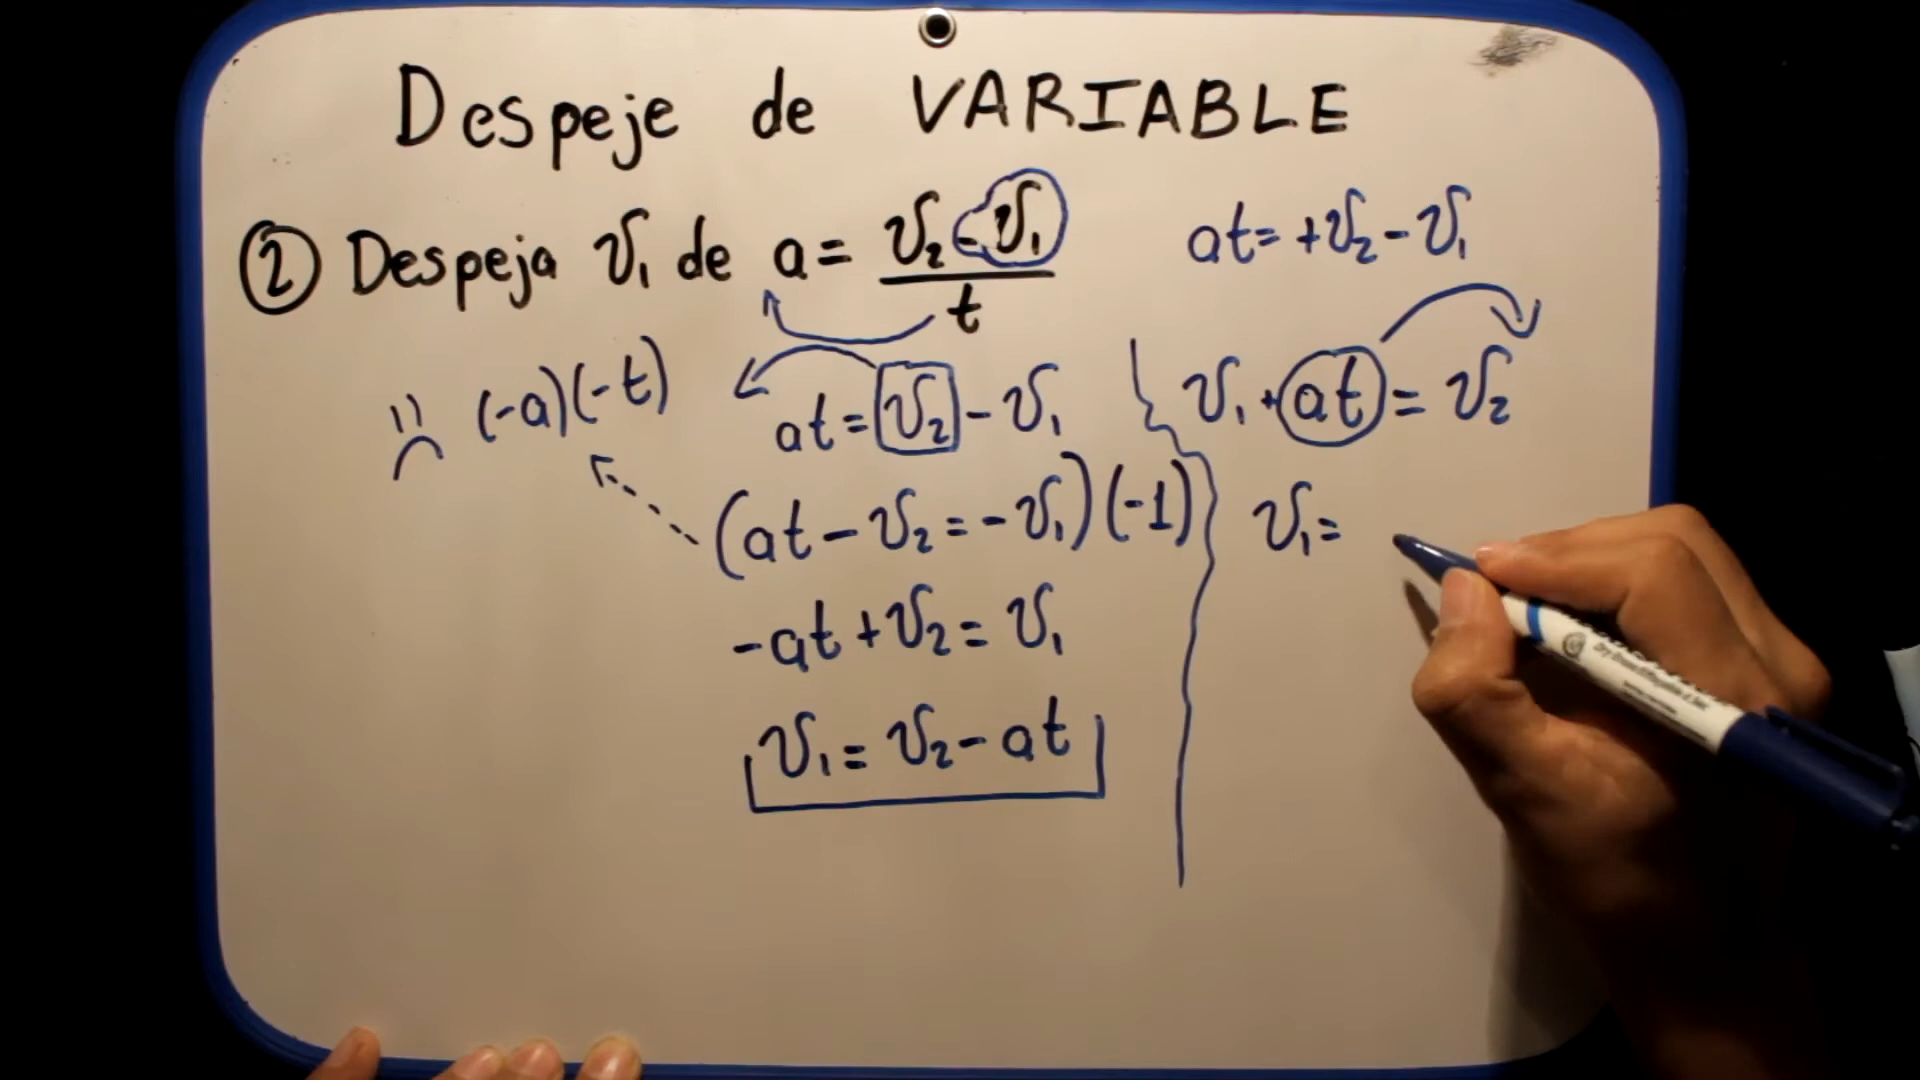 Despeje de VARIABLE
② Despeja v₁ de a = (v₂ - v₁)/t
(-a)(-t)
at = v₂ - v₁
(at - v₂ = -v₁)(-1)
-at + v₂ = v₁
v₁ = v₂ - at
at = +v₂ - v₁
v₁ + at = v₂
v₁ =